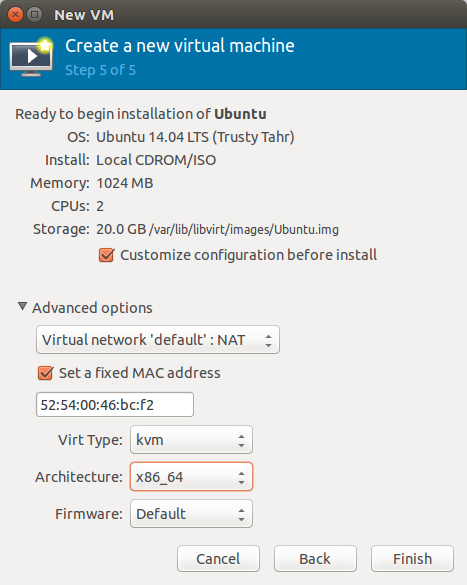 New VM
Create a new virtual machine
Step 5 of 5
Ready to begin installation of Ubuntu
OS: Ubuntu 14.04 LTS (Trusty Tahr)
Install: Local CDROM/ISO
Memory: 1024 MB
CPUs: 2
Storage: 20.0 GB /var/lib/libvirt/images/Ubuntu.img
Customize configuration before install
Advanced options
Virtual network 'default' : NAT
Set a fixed MAC address
52:54:00:46:bc:f2
Virt Type: kvm
Architecture: x86_64
Firmware: Default
Cancel Back Finish